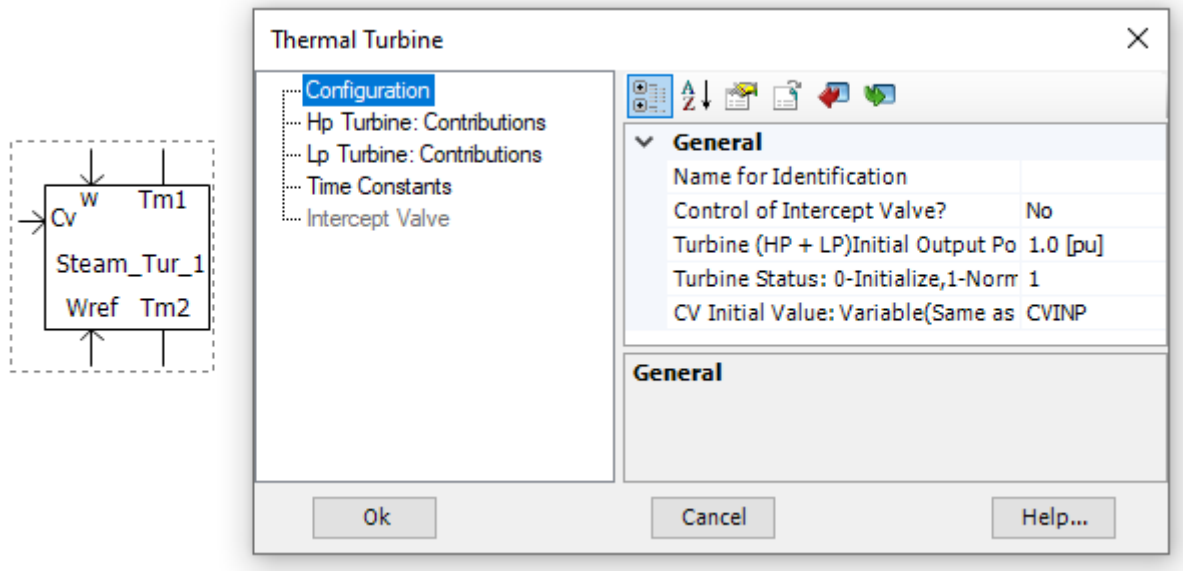 w
Tm1
Cv
Steam_Tur_1
Wref
Tm2
Thermal Turbine
Configuration
Hp Turbine: Contributions
Lp Turbine: Contributions
Time Constants
Intercept Valve
A
Z
General
Name for Identification
Control of Intercept Valve? No
Turbine (HP + LP)Initial Output Po 1.0 [pu]
Turbine Status: 0-Initialize,1-Norm 1
CV Initial Value: Variable(Same as CVINP
General
Ok
Cancel
Help...